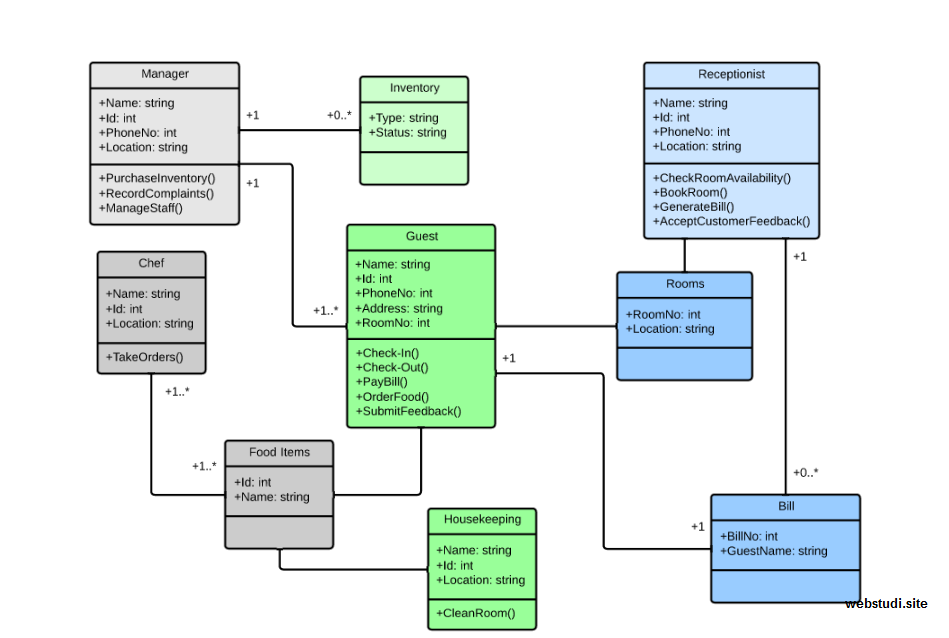 Manager
+Name: string
+Id: int
+PhoneNo: int
+Location: string
+PurchaseInventory()
+RecordComplaints()
+ManageStaff()
+1
+0..*
+1
Inventory
+Type: string
+Status: string
Receptionist
+Name: string
+Id: int
+PhoneNo: int
+Location: string
+CheckRoomAvailability()
+BookRoom()
+GenerateBill()
+AcceptCustomerFeedback()
+1
Chef
+Name: string
+Id: int
+Location: string
+TakeOrders()
+1..*
+1..*
Guest
+Name: string
+Id: int
+PhoneNo: int
+Address: string
+RoomNo: int
+Check-In()
+Check-Out()
+PayBill()
+OrderFood()
+SubmitFeedback()
+1..*
+1
Rooms
+RoomNo: int
+Location: string
Food Items
+Id: int
+Name: string
Housekeeping
+Name: string
+Id: int
+Location: string
+CleanRoom()
+0..*
+1
Bill
+BillNo: int
+GuestName: string
webstudi.site